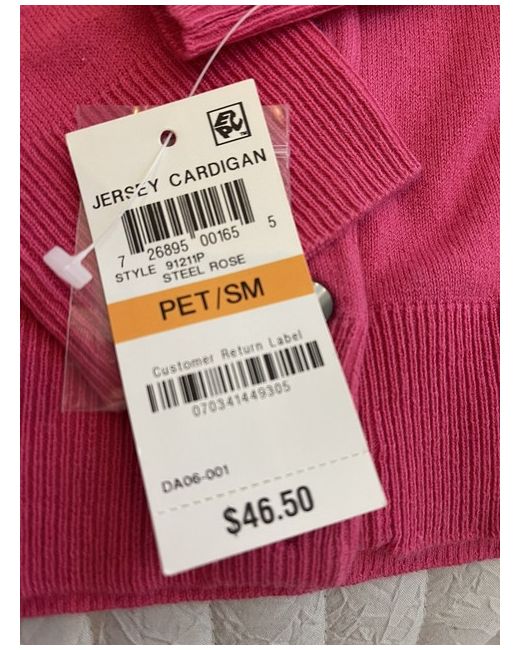 JERSEY CARDIGAN
7 26895 00165 5
STYLE 91211P
STEEL ROSE
PET/SM
Customer Return Label
070341449305
DA06-001
$46.50